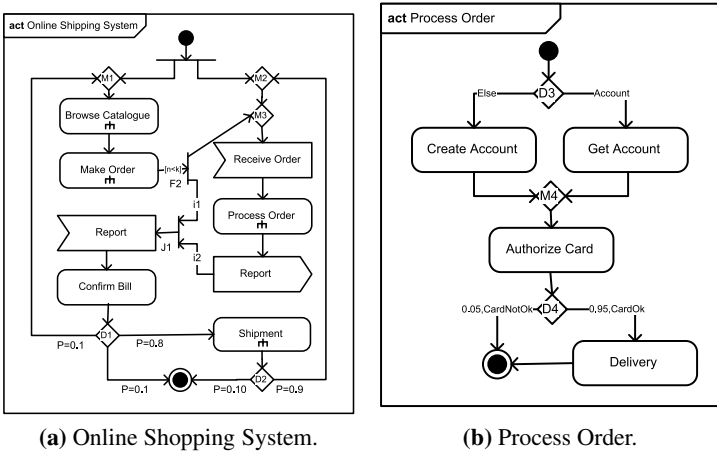 act Online Shopping System
M1
M2
Browse Catalogue
M3
Make Order
[n<k]
F2
Receive Order
i1
Process Order
Report
J1
i2
Report
Confirm Bill
D1
P=0.1
P=0.8
Shipment
P=0.1
P=0.10
D2
P=0.9
(a) Online Shopping System.
act Process Order
D3
Else
Account
Create Account
Get Account
M4
Authorize Card
0.05,CardNotOk
D4
0.95,CardOk
Delivery
(b) Process Order.